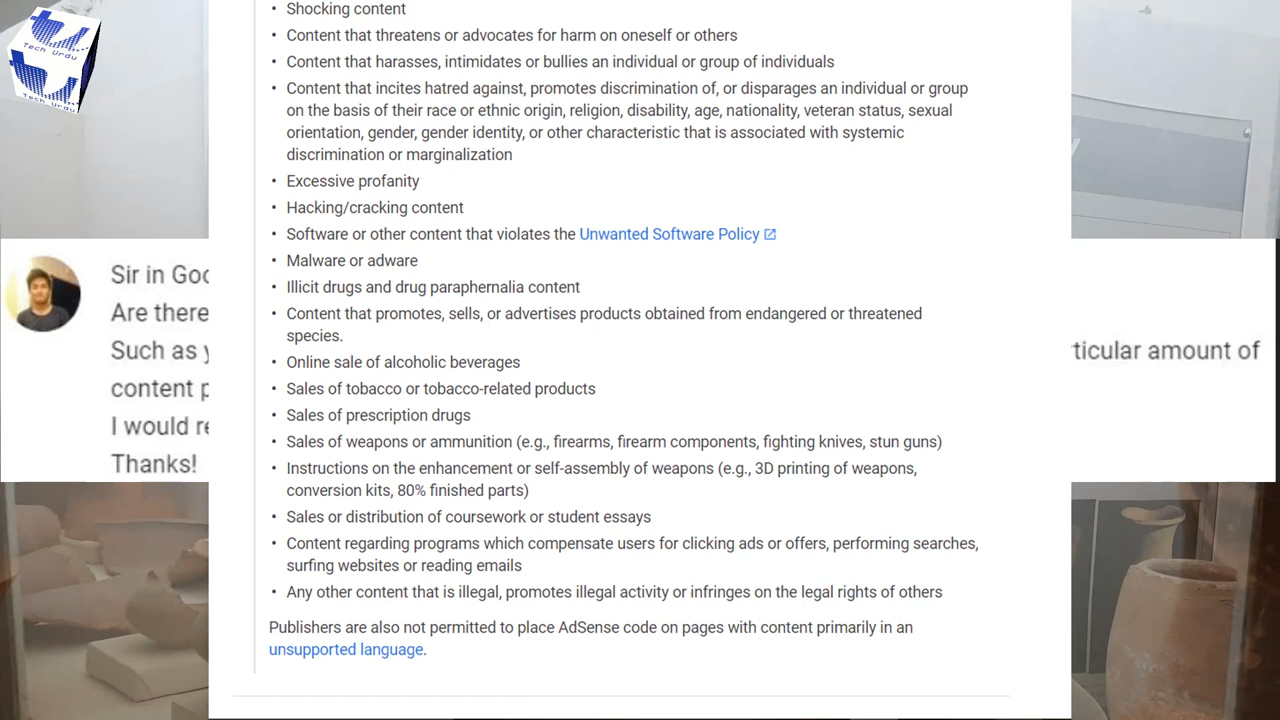 Tech Urdu
Tech Urdu
Shocking content
Content that threatens or advocates for harm on oneself or others
Content that harasses, intimidates or bullies an individual or group of individuals
Content that incites hatred against, promotes discrimination of, or disparages an individual or group
on the basis of their race or ethnic origin, religion, disability, age, nationality, veteran status, sexual
orientation, gender, gender identity, or other characteristic that is associated with systemic
discrimination or marginalization
Excessive profanity
Hacking/cracking content
Software or other content that violates the Unwanted Software Policy
Malware or adware
Illicit drugs and drug paraphernalia content
Content that promotes, sells, or advertises products obtained from endangered or threatened
species.
Online sale of alcoholic beverages
Sales of tobacco or tobacco-related products
Sales of prescription drugs
Sales of weapons or ammunition (e.g., firearms, firearm components, fighting knives, stun guns)
Instructions on the enhancement or self-assembly of weapons (e.g., 3D printing of weapons,
conversion kits, 80% finished parts)
Sales or distribution of coursework or student essays
Content regarding programs which compensate users for clicking ads or offers, performing searches,
surfing websites or reading emails
Any other content that is illegal, promotes illegal activity or infringes on the legal rights of others
Publishers are also not permitted to place AdSense code on pages with content primarily in an
unsupported language.
Sir in
Are there
Such as
content
I would
Thanks!
amount of